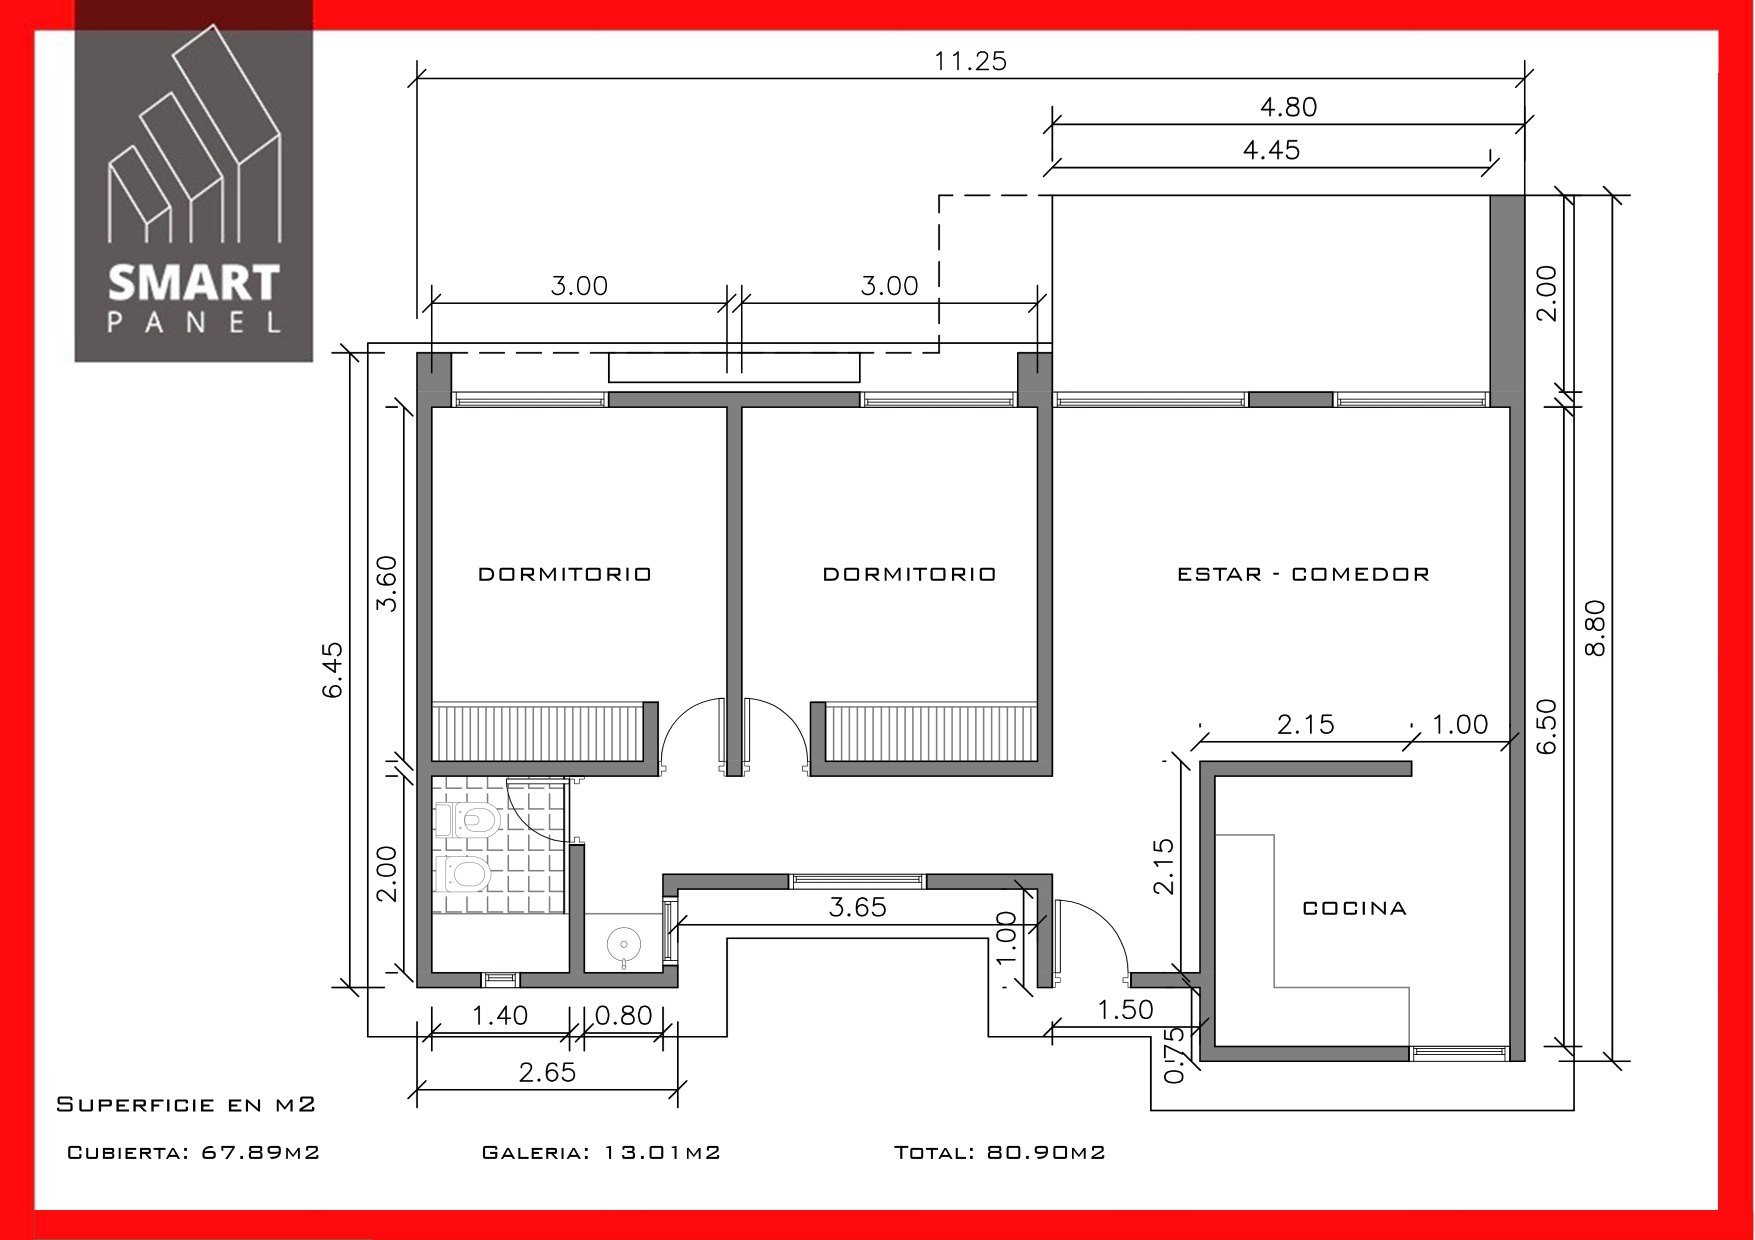 SMART
PANEL
11.25
4.80
4.45
3.00
3.00
2.00
3.60
6.45
DORMITORIO
DORMITORIO
ESTAR - COMEDOR
8.80
6.50
2.15
1.00
2.00
2.15
COCINA
3.65
1.00
1.40
0.80
1.50
0.75
2.65
SUPERFICIE EN M2
CUBIERTA: 67.89M2
GALERIA: 13.01M2
TOTAL: 80.90M2